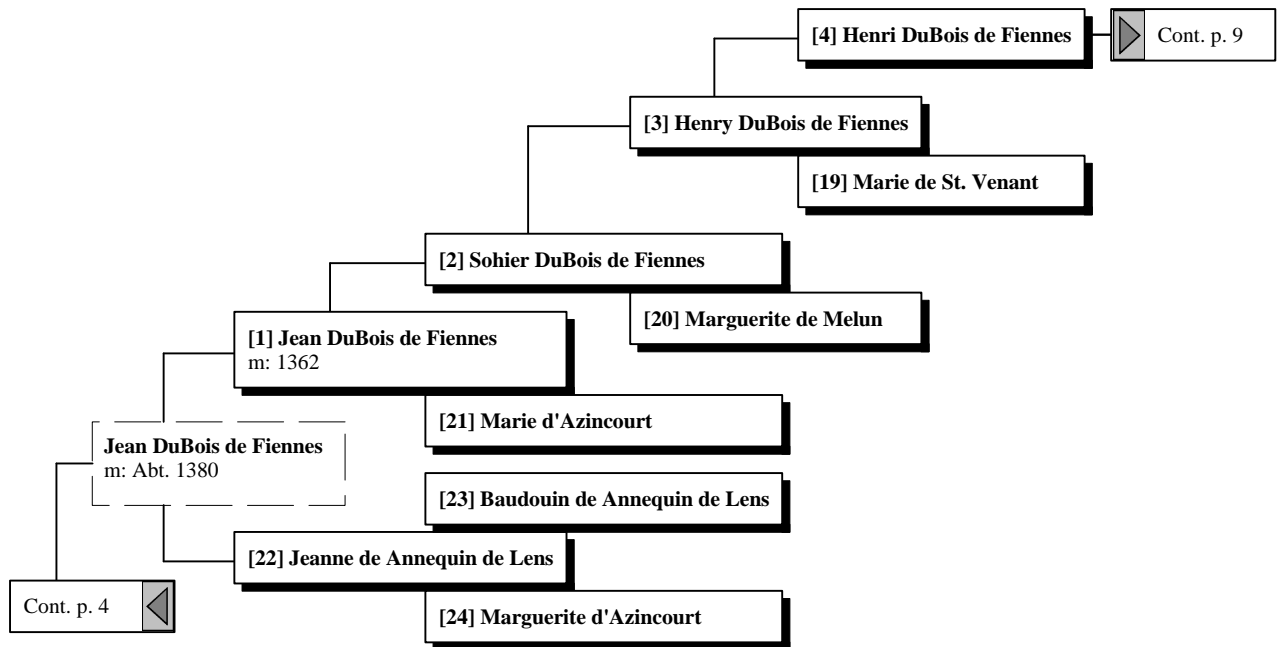 [4] Henri DuBois de Fiennes
Cont. p. 9
[3] Henry DuBois de Fiennes
[19] Marie de St. Venant
[2] Sohier DuBois de Fiennes
[20] Marguerite de Melun
[1] Jean DuBois de Fiennes
m: 1362
[21] Marie d'Azincourt
Jean DuBois de Fiennes
m: Abt. 1380
[23] Baudouin de Annequin de Lens
[22] Jeanne de Annequin de Lens
Cont. p. 4
[24] Marguerite d'Azincourt